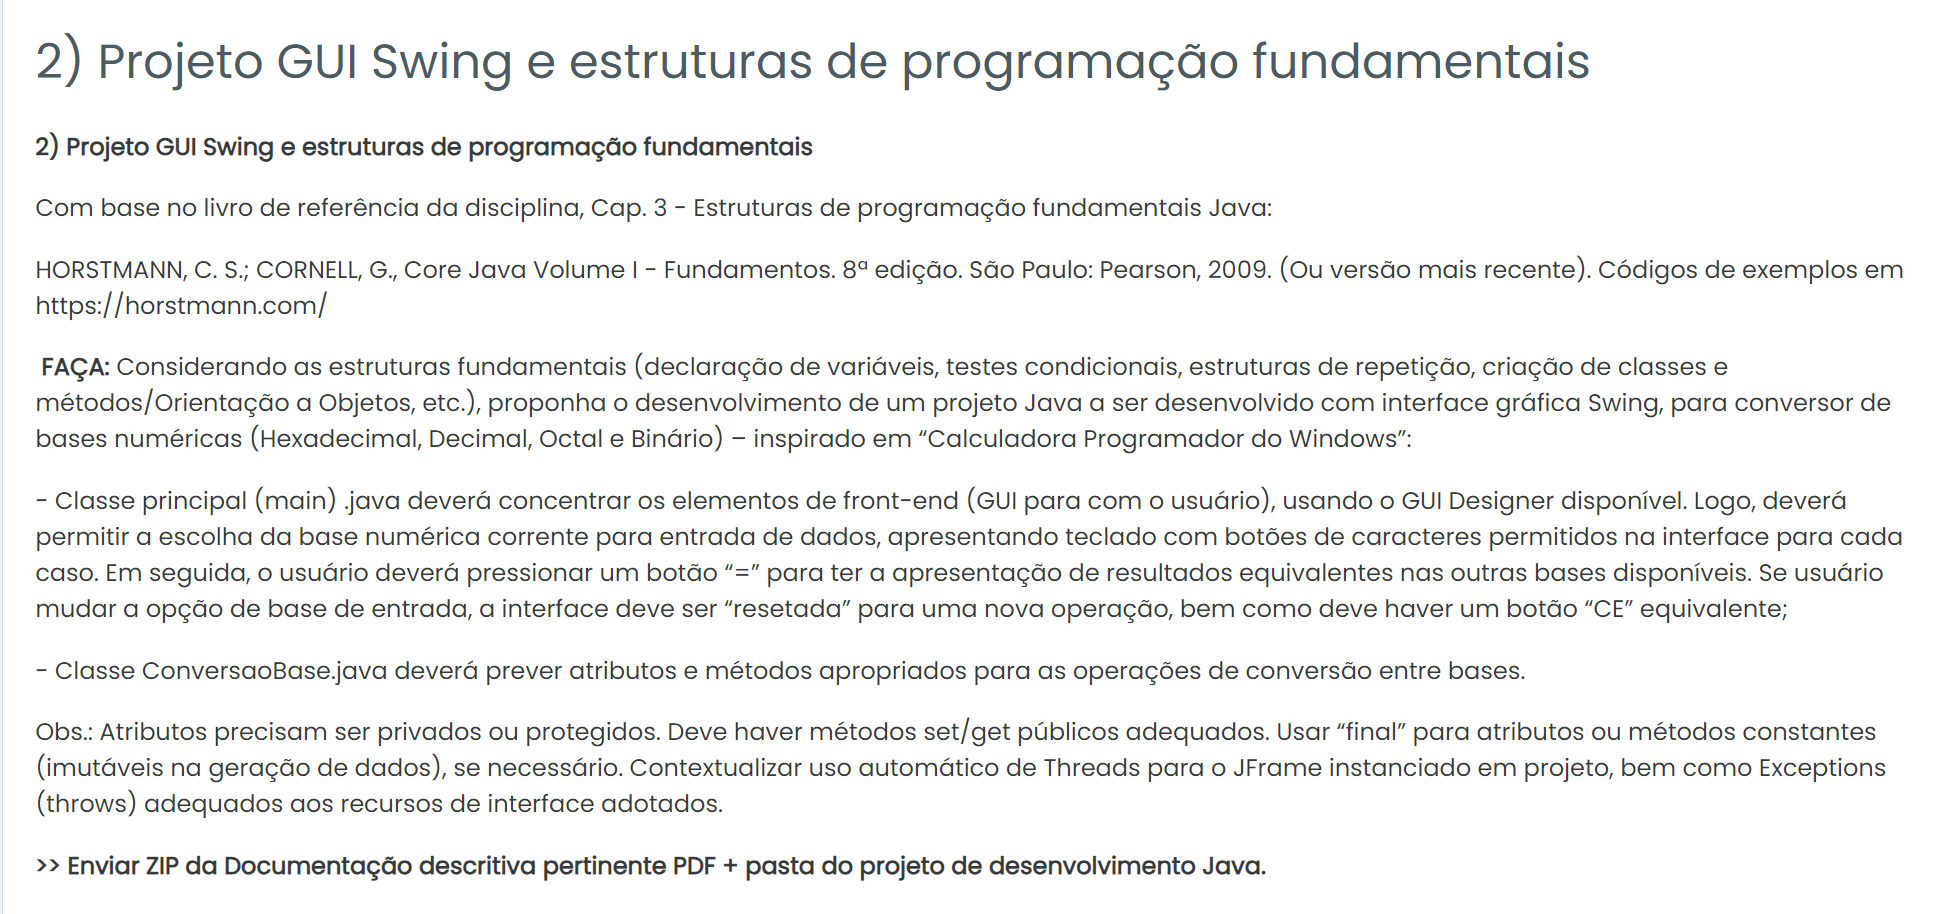 2) Projeto GUI Swing e estruturas de programação fundamentais
2) Projeto GUI Swing e estruturas de programação fundamentais
Com base no livro de referência da disciplina, Cap. 3 - Estruturas de programação fundamentais Java:
HORSTMANN, C. S.; CORNELL, G., Core Java Volume I - Fundamentos. 8ª edição. São Paulo: Pearson, 2009. (Ou versão mais recente). Códigos de exemplos em
https://horstmann.com/
FAÇA: Considerando as estruturas fundamentais (declaração de variáveis, testes condicionais, estruturas de repetição, criação de classes e
métodos/Orientação a Objetos, etc.), proponha o desenvolvimento de um projeto Java a ser desenvolvido com interface gráfica Swing, para conversor de
bases numéricas (Hexadecimal, Decimal, Octal e Binário) – inspirado em “Calculadora Programador do Windows”:
- Classe principal (main) .java deverá concentrar os elementos de front-end (GUI para com o usuário), usando o GUI Designer disponível. Logo, deverá
permitir a escolha da base numérica corrente para entrada de dados, apresentando teclado com botões de caracteres permitidos na interface para cada
caso. Em seguida, o usuário deverá pressionar um botão “=” para ter a apresentação de resultados equivalentes nas outras bases disponíveis. Se usuário
mudar a opção de base de entrada, a interface deve ser “resetada” para uma nova operação, bem como deve haver um botão “CE” equivalente;
- Classe ConversaoBase.java deverá prever atributos e métodos apropriados para as operações de conversão entre bases.
Obs.: Atributos precisam ser privados ou protegidos. Deve haver métodos set/get públicos adequados. Usar “final” para atributos ou métodos constantes
(imutáveis na geração de dados), se necessário. Contextualizar uso automático de Threads para o JFrame instanciado em projeto, bem como Exceptions
(throws) adequados aos recursos de interface adotados.
>> Enviar ZIP da Documentação descritiva pertinente PDF + pasta do projeto de desenvolvimento Java.